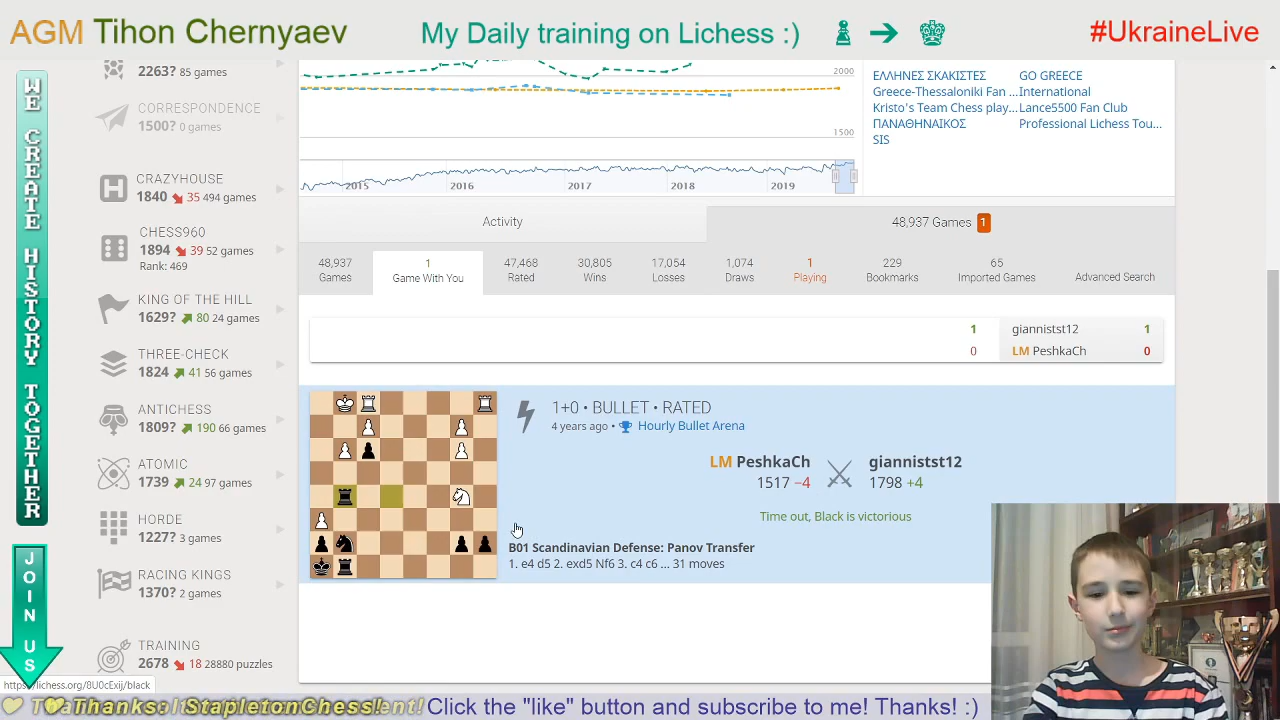 AGM Tihon Chernyaev
My Daily training on Lichess :)
#UkraineLive
WE CREATE HISTORY TOGETHER
JOIN US
2263? 85 games
CORRESPONDENCE
1500? 0 games
CRAZYHOUSE
1840 35 494 games
CHESS960
1894 39 52 games
Rank: 469
KING OF THE HILL
1629? 80 24 games
THREE-CHECK
1824 41 56 games
ANTICHESS
1809? 190 66 games
ATOMIC
1739 24 97 games
HORDE
1227? 3 games
RACING KINGS
1370? 2 games
TRAINING
2678 18 28880 puzzles
https://lichess.org/8U0cExij/black
2000
1500
2015 2016 2017 2018 2019
ΕΛΛΗΝΕΣ ΣΚΑΚΙΣΤΕΣ
Greece-Thessaloniki Fan ...
Kristo's Team Chess play...
ΠΑΝΑΘΗΝΑΙΚΟΣ
SIS
GO GREECE
International
Lance5500 Fan Club
Professional Lichess Tou...
Activity
48,937 Games 1
48,937 Games
1 Game With You
47,468 Rated
30,805 Wins
17,054 Losses
1,074 Draws
1 Playing
229 Bookmarks
65 Imported Games
Advanced Search
1 giannistst12 1
0 LM PeshkaCh 0
1+0 • BULLET • RATED
4 years ago • Hourly Bullet Arena
LM PeshkaCh giannistst12
1517 −4 1798 +4
Time out, Black is victorious
B01 Scandinavian Defense: Panov Transfer
1. e4 d5 2. exd5 Nf6 3. c4 c6 ... 31 moves
Thanks: StapletonChess!
Click the "like" button and subscribe to me! Thanks! :)